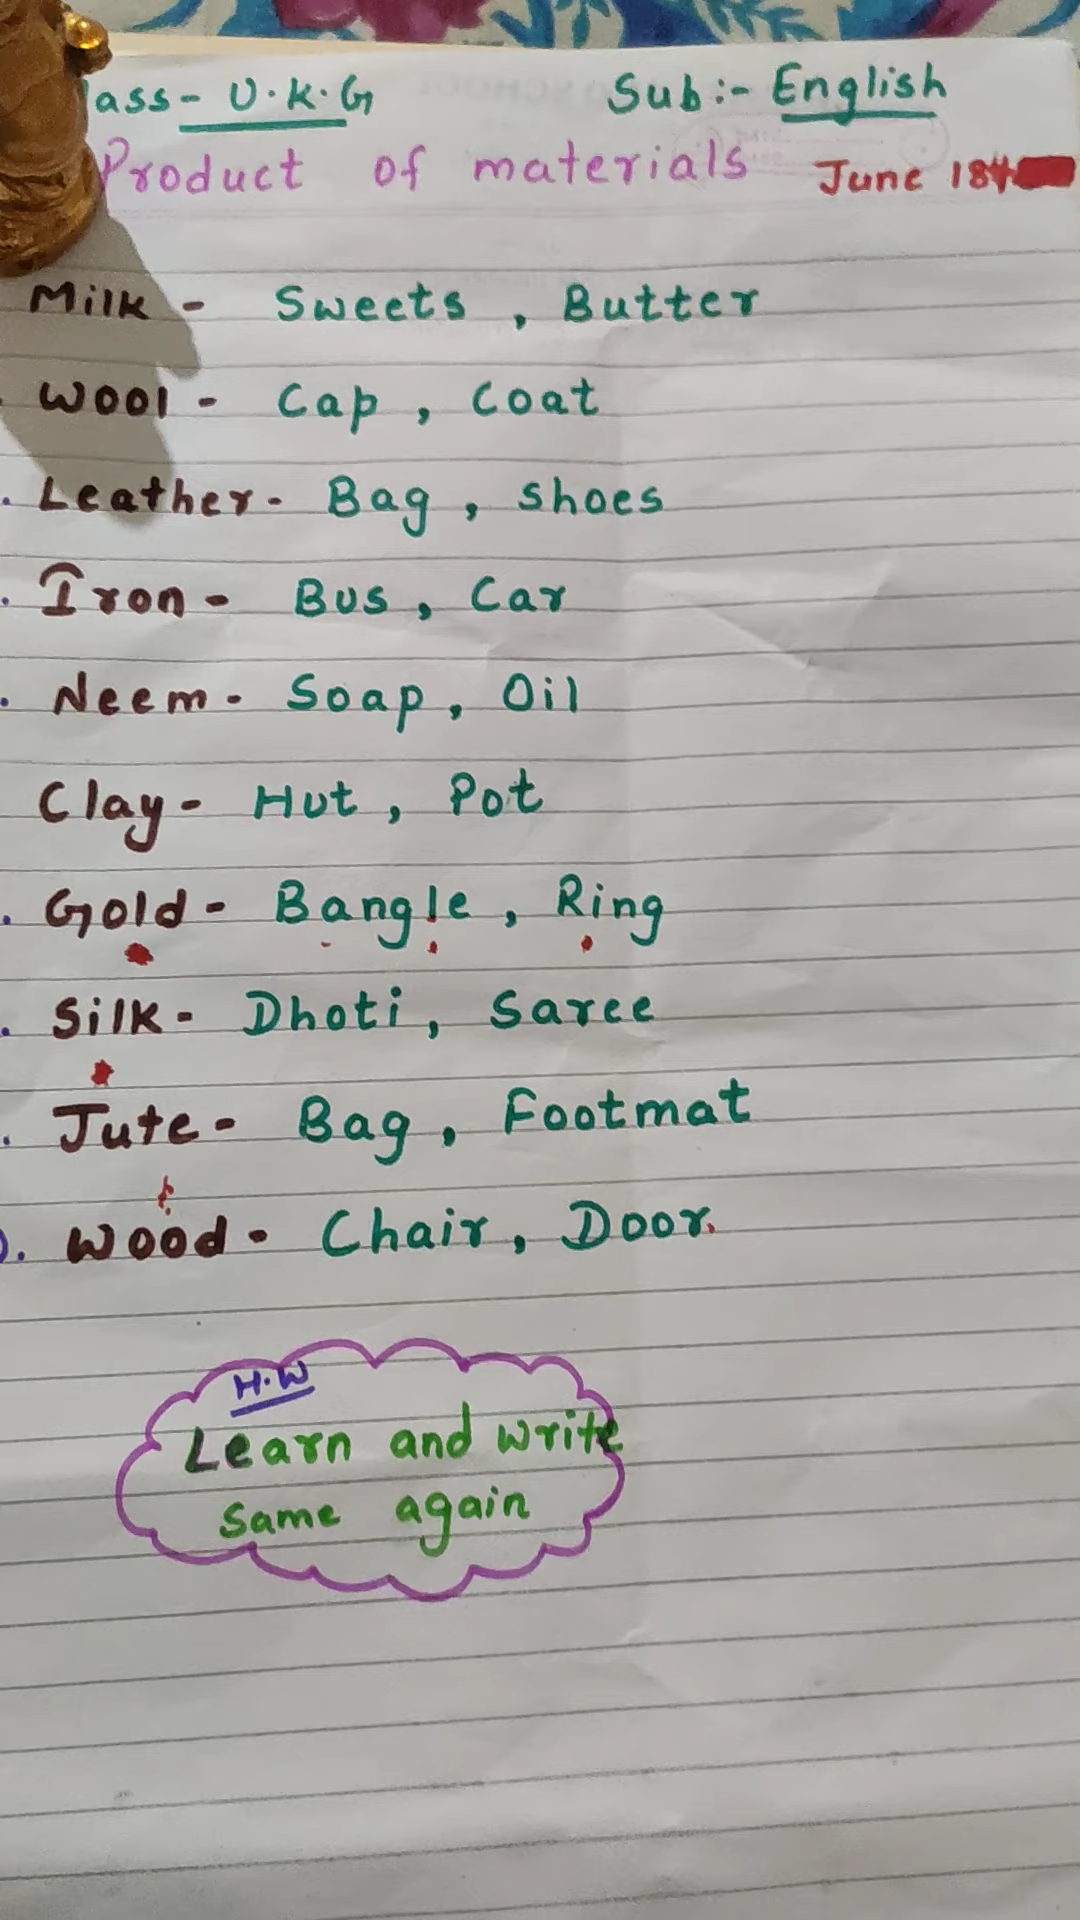 lass- U.K.G Sub:- English
Product of materials June 18
Milk - Sweets , Butter
Wool - Cap , Coat
. Leather - Bag , Shoes
. Iron - Bus , Car
. Neem - Soap , Oil
Clay - Hut , Pot
. Gold - Bangle , Ring
. Silk - Dhoti , Saree
. Jute - Bag , Footmat
). Wood - Chair , Door.
H.W
Learn and write
Same again